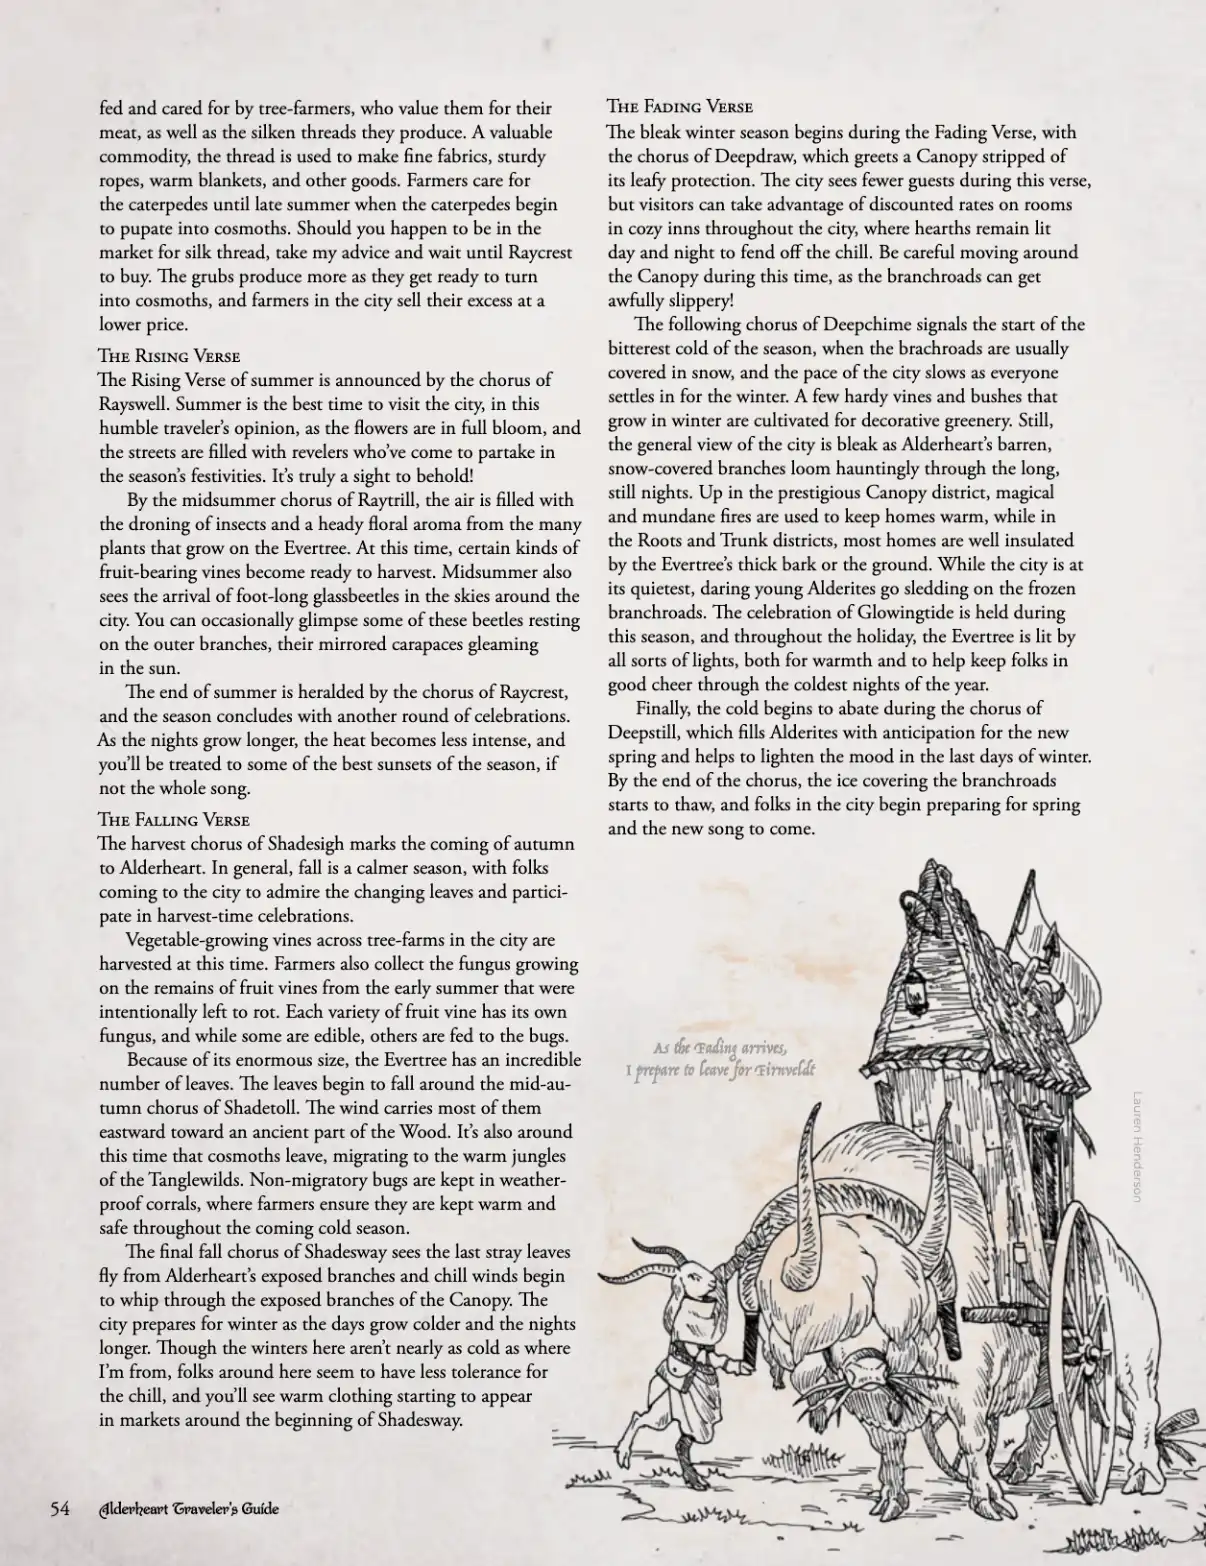 fed and cared for by tree-farmers, who value them for their
meat, as well as the silken threads they produce. A valuable
commodity, the thread is used to make fine fabrics, sturdy
ropes, warm blankets, and other goods. Farmers care for
the caterpedes until late summer when the caterpedes begin
to pupate into cosmoths. Should you happen to be in the
market for silk thread, take my advice and wait until Raycrest
to buy. The grubs produce more as they get ready to turn
into cosmoths, and farmers in the city sell their excess at a
lower price.
The Rising Verse
The Rising Verse of summer is announced by the chorus of
Rayswell. Summer is the best time to visit the city, in this
humble traveler's opinion, as the flowers are in full bloom, and
the streets are filled with revelers who've come to partake in
the season's festivities. It's truly a sight to behold!
By the midsummer chorus of Raytrill, the air is filled with
the droning of insects and a heady floral aroma from the many
plants that grow on the Evertree. At this time, certain kinds of
fruit-bearing vines become ready to harvest. Midsummer also
sees the arrival of foot-long glassbeetles in the skies around the
city. You can occasionally glimpse some of these beetles resting
on the outer branches, their mirrored carapaces gleaming
in the sun.
The end of summer is heralded by the chorus of Raycrest,
and the season concludes with another round of celebrations.
As the nights grow longer, the heat becomes less intense, and
you'll be treated to some of the best sunsets of the season, if
not the whole song.
The Falling Verse
The harvest chorus of Shadesigh marks the coming of autumn
to Alderheart. In general, fall is a calmer season, with folks
coming to the city to admire the changing leaves and partici-
pate in harvest-time celebrations.
Vegetable-growing vines across tree-farms in the city are
harvested at this time. Farmers also collect the fungus growing
on the remains of fruit vines from the early summer that were
intentionally left to rot. Each variety of fruit vine has its own
fungus, and while some are edible, others are fed to the bugs.
Because of its enormous size, the Evertree has an incredible
number of leaves. The leaves begin to fall around the mid-au-
tumn chorus of Shadetoll. The wind carries most of them
eastward toward an ancient part of the Wood. It's also around
this time that cosmoths leave, migrating to the warm jungles
of the Tanglewilds. Non-migratory bugs are kept in weather-
proof corrals, where farmers ensure they are kept warm and
safe throughout the coming cold season.
The final fall chorus of Shadesway sees the last stray leaves
fly from Alderheart's exposed branches and chill winds begin
to whip through the exposed branches of the Canopy. The
city prepares for winter as the days grow colder and the nights
longer. Though the winters here aren't nearly as cold as where
I'm from, folks around here seem to have less tolerance for
the chill, and you'll see warm clothing starting to appear
in markets around the beginning of Shadesway.
The Fading Verse
The bleak winter season begins during the Fading Verse, with
the chorus of Deepdraw, which greets a Canopy stripped of
its leafy protection. The city sees fewer guests during this verse,
but visitors can take advantage of discounted rates on rooms
in cozy inns throughout the city, where hearths remain lit
day and night to fend off the chill. Be careful moving around
the Canopy during this time, as the branchroads can get
awfully slippery!
The following chorus of Deepchime signals the start of the
bitterest cold of the season, when the brachroads are usually
covered in snow, and the pace of the city slows as everyone
settles in for the winter. A few hardy vines and bushes that
grow in winter are cultivated for decorative greenery. Still,
the general view of the city is bleak as Alderheart's barren,
snow-covered branches loom hauntingly through the long,
still nights. Up in the prestigious Canopy district, magical
and mundane fires are used to keep homes warm, while in
the Roots and Trunk districts, most homes are well insulated
by the Evertree's thick bark or the ground. While the city is at
its quietest, daring young Alderites go sledding on the frozen
branchroads. The celebration of Glowingtide is held during
this season, and throughout the holiday, the Evertree is lit by
all sorts of lights, both for warmth and to help keep folks in
good cheer through the coldest nights of the year.
Finally, the cold begins to abate during the chorus of
Deepstill, which fills Alderites with anticipation for the new
spring and helps to lighten the mood in the last days of winter.
By the end of the chorus, the ice covering the branchroads
starts to thaw, and folks in the city begin preparing for spring
and the new song to come.
As the Fading arrives,
I prepare to leave for Firnveldt
Lauren Henderson
54 Alderheart Traveler's Guide